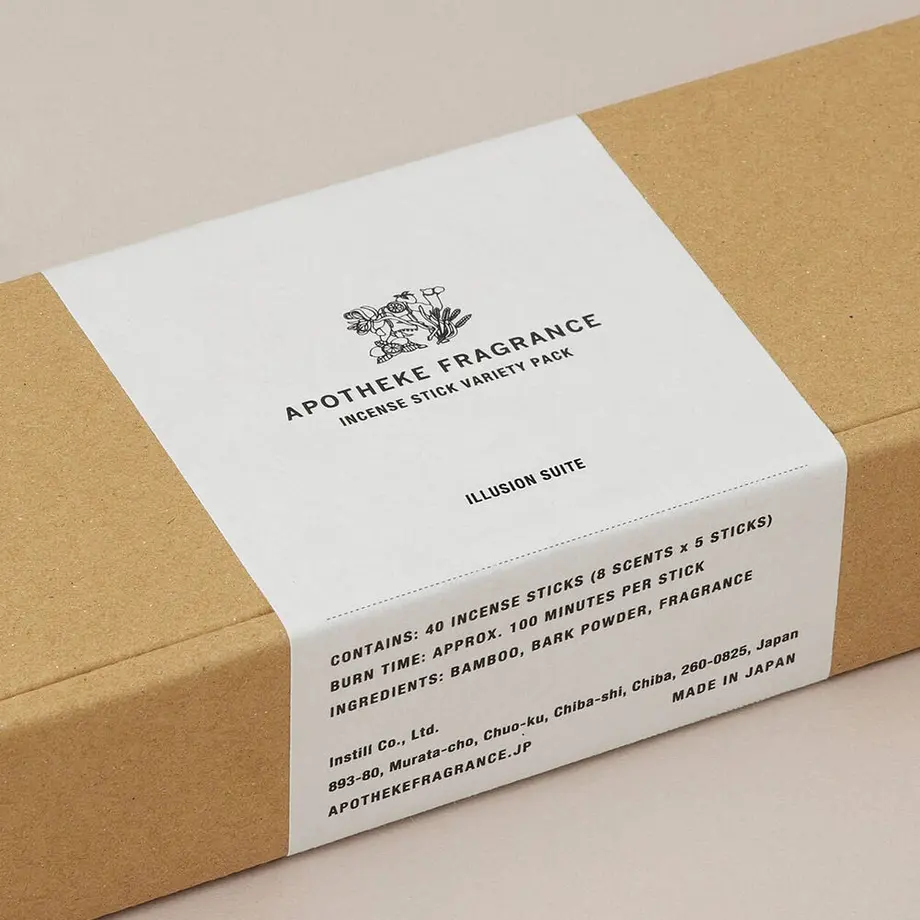 APOTHEKE FRAGRANCE
INCENSE STICK VARIETY PACK
ILLUSION SUITE
CONTAINS: 40 INCENSE STICKS (8 SCENTS x 5 STICKS)
BURN TIME: APPROX. 100 MINUTES PER STICK
INGREDIENTS: BAMBOO, BARK POWDER, FRAGRANCE
Instill Co., Ltd.
893-80, Murata-cho, Chuo-ku, Chiba-shi, Chiba, 260-0825, Japan
APOTHEKEFRAGRANCE.JP
MADE IN JAPAN